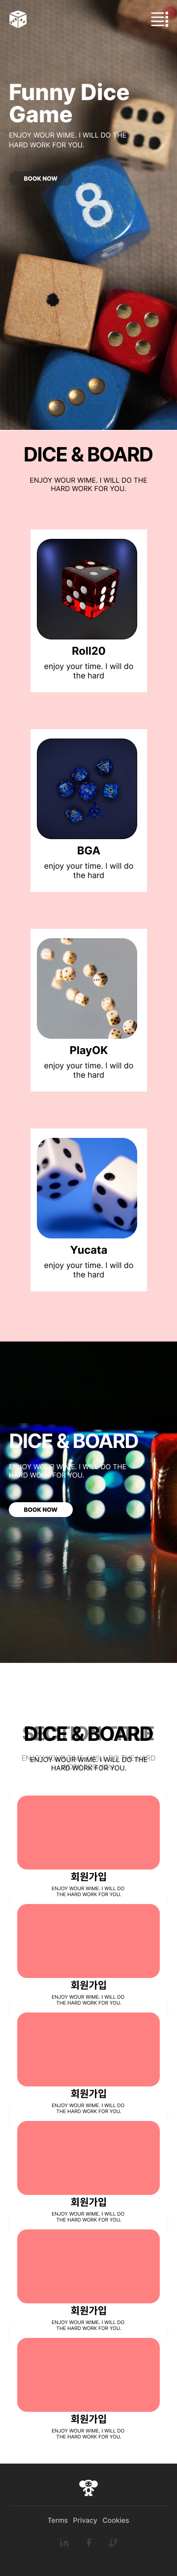 Funny Dice
Game
ENJOY WOUR WIME. I WILL DO THE
HARD WORK FOR YOU.
BOOK NOW
8
DICE & BOARD
ENJOY WOUR WIME. I WILL DO THE
HARD WORK FOR YOU.
Roll20
enjoy your time. I will do
the hard
BGA
enjoy your time. I will do
the hard
PlayOK
enjoy your time. I will do
the hard
Yucata
enjoy your time. I will do
the hard
DICE & BOARD
ENJOY WOUR WIME. I WILL DO THE
HARD WORK FOR YOU.
BOOK NOW
DICE & BOARD
ENJOY WOUR WIME. I WILL DO THE
HARD WORK FOR YOU.
회원가입
ENJOY WOUR WIME. I WILL DO
THE HARD WORK FOR YOU.
회원가입
ENJOY WOUR WIME. I WILL DO
THE HARD WORK FOR YOU.
회원가입
ENJOY WOUR WIME. I WILL DO
THE HARD WORK FOR YOU.
회원가입
ENJOY WOUR WIME. I WILL DO
THE HARD WORK FOR YOU.
회원가입
ENJOY WOUR WIME. I WILL DO
THE HARD WORK FOR YOU.
회원가입
ENJOY WOUR WIME. I WILL DO
THE HARD WORK FOR YOU.
Terms Privacy Cookies